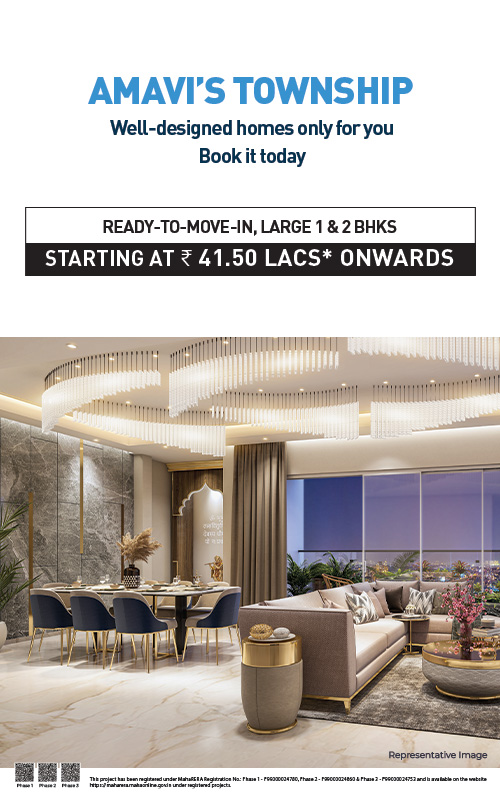 AMAVI'S TOWNSHIP
Well-designed homes only for you
Book it today
READY-TO-MOVE-IN, LARGE 1 & 2 BHKS
STARTING AT ₹ 41.50 LACS* ONWARDS
Representative Image
Phase 1 Phase 2 Phase 3
This project has been registered under MahaRERA Registration No.: Phase 1 - P99000024780, Phase 2 - P99000024860 & Phase 3 - P99000024753 and is available on the website
https://maharera.mahaonline.gov.in under registered projects.